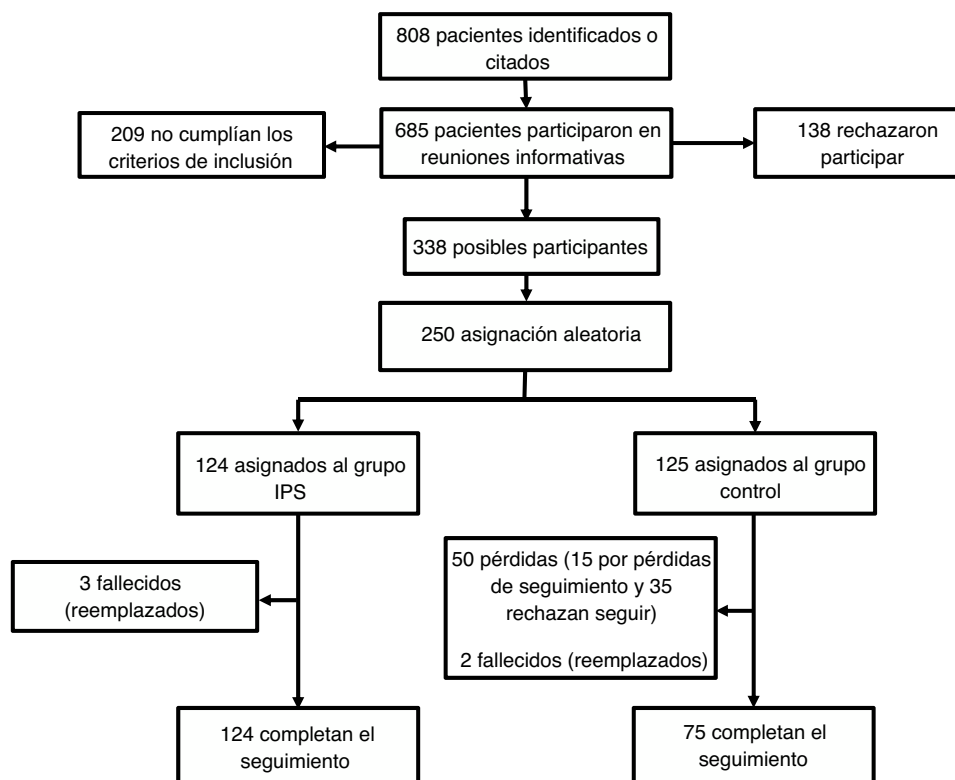 808 pacientes identificados o
citados
209 no cumplían los
criterios de inclusión
685 pacientes participaron en
reuniones informativas
138 rechazaron
participar
338 posibles participantes
250 asignación aleatoria
124 asignados al grupo
IPS
125 asignados al grupo
control
3 fallecidos
(reemplazados)
50 pérdidas (15 por pérdidas
de seguimiento y 35
rechazan seguir)
2 fallecidos (reemplazados)
124 completan el
seguimiento
75 completan el
seguimiento